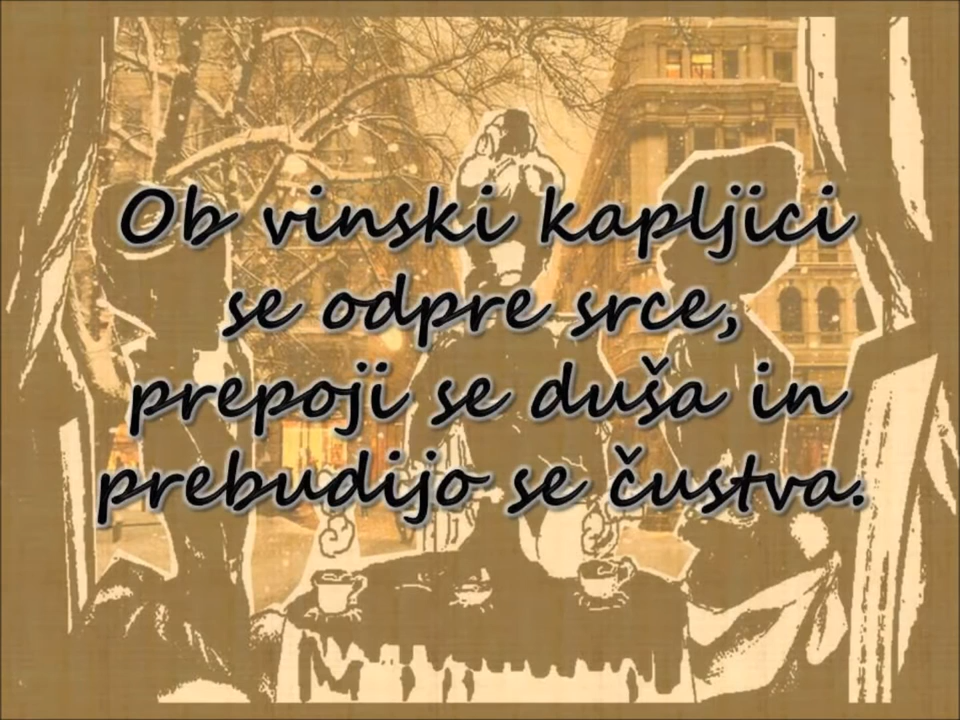 Ob vinski kapljici
se odpre srce,
prepoji se duša in
prebudijo se čustva.